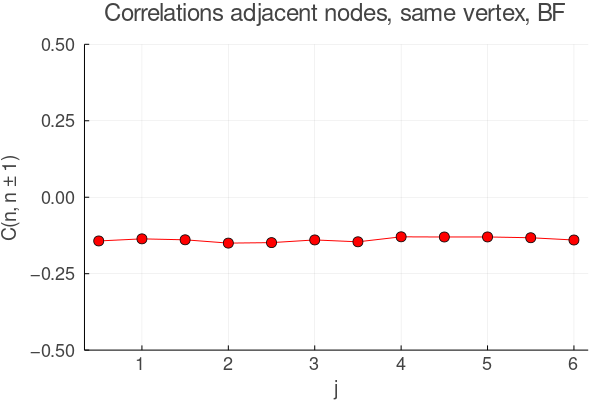 Correlations adjacent nodes, same vertex, BF
0.50
0.25
0.00
−0.25
−0.50
C(n, n ± 1)
1 2 3 4 5 6
j